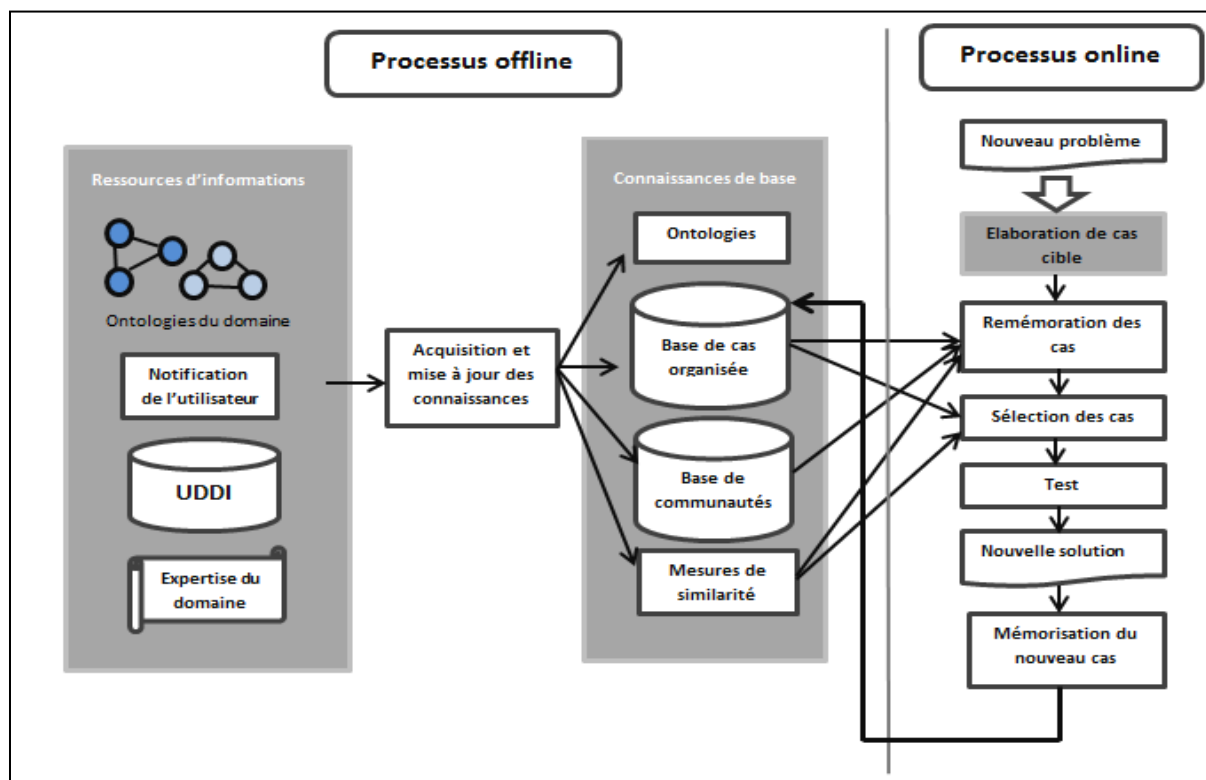 Processus offline
Processus online
Ressources d'informations
Ontologies du domaine
Notification
de l'utilisateur
UDDI
Expertise du
domaine
Acquisition et
mise à jour des
connaissances
Connaissances de base
Ontologies
Base de cas
organisée
Base de
communautés
Mesures de
similarité
Nouveau problème
Elaboration de cas
cible
Remémoration des
cas
Sélection des cas
Test
Nouvelle solution
Mémorisation du
nouveau cas